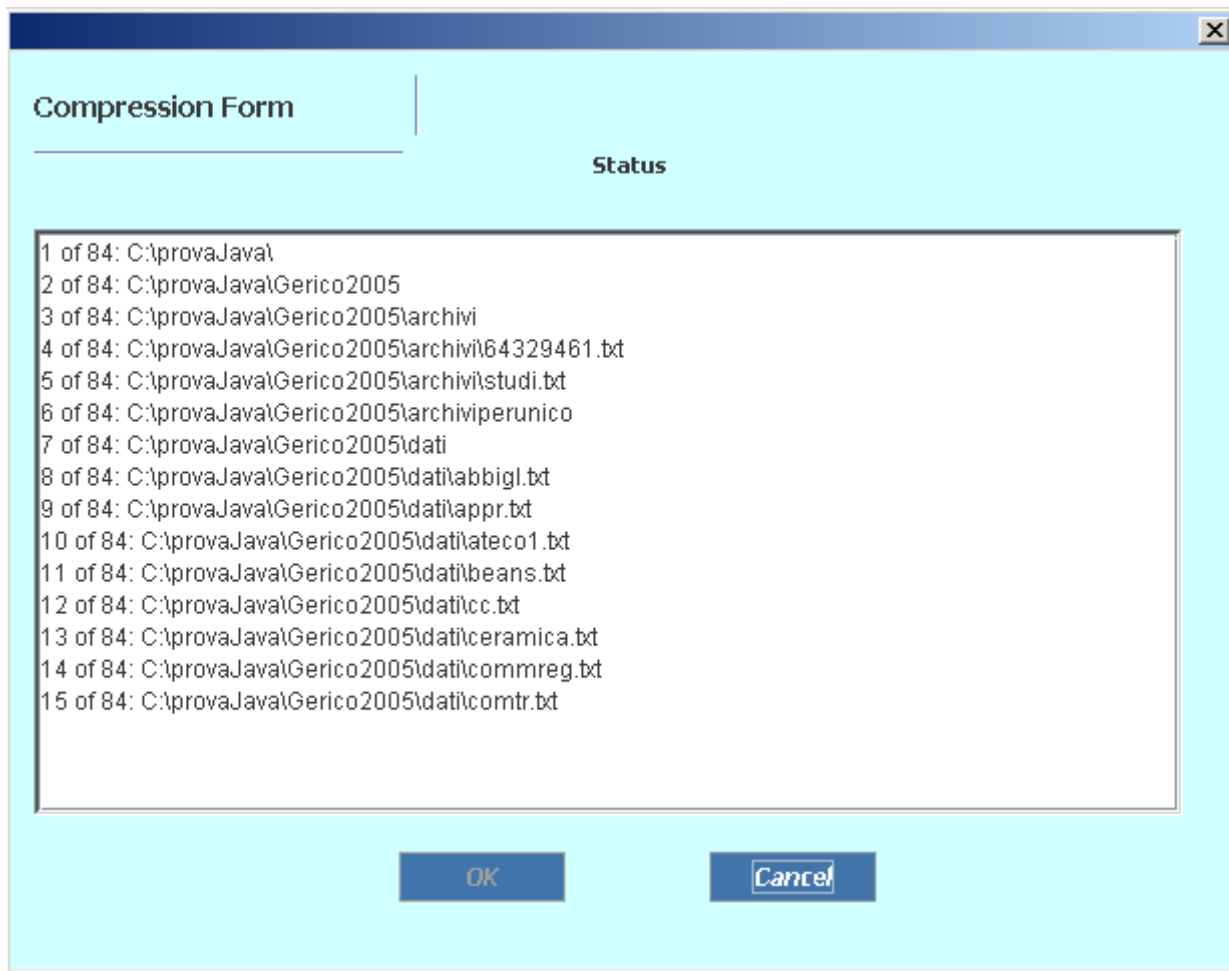 Compression Form
Status
1 of 84: C:\provaJava\
2 of 84: C:\provaJava\Gerico2005
3 of 84: C:\provaJava\Gerico2005\archivi
4 of 84: C:\provaJava\Gerico2005\archivi\64329461.txt
5 of 84: C:\provaJava\Gerico2005\archivi\studi.txt
6 of 84: C:\provaJava\Gerico2005\archiviperunico
7 of 84: C:\provaJava\Gerico2005\dati
8 of 84: C:\provaJava\Gerico2005\dati\abbigl.txt
9 of 84: C:\provaJava\Gerico2005\dati\appr.txt
10 of 84: C:\provaJava\Gerico2005\dati\ateco1.txt
11 of 84: C:\provaJava\Gerico2005\dati\beans.txt
12 of 84: C:\provaJava\Gerico2005\dati\cc.txt
13 of 84: C:\provaJava\Gerico2005\dati\ceramica.txt
14 of 84: C:\provaJava\Gerico2005\dati\commreg.txt
15 of 84: C:\provaJava\Gerico2005\dati\comtr.txt
OK Cancel